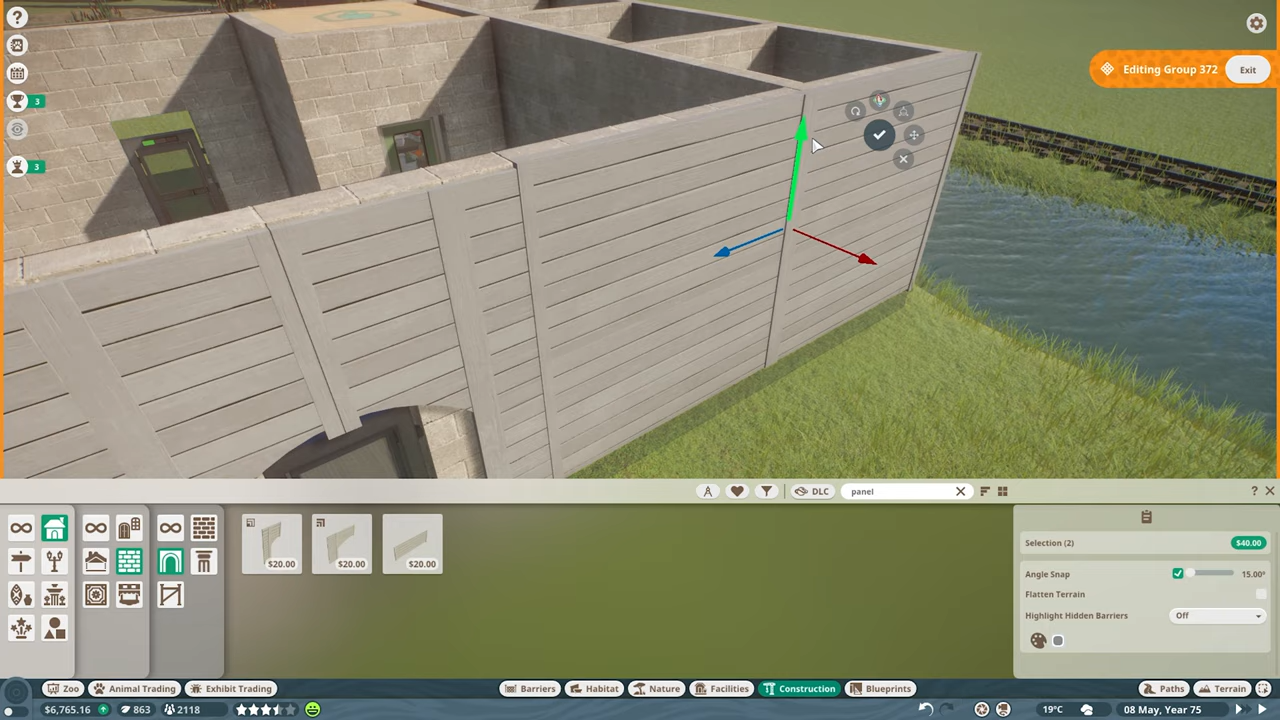 ?
Editing Group 372 Exit
3
3
DLC panel ? ×
$20.00 $20.00 $20.00
Selection (2) $40.00
Angle Snap 15.00°
Flatten Terrain
Highlight Hidden Barriers Off
Zoo Animal Trading Exhibit Trading Barriers Habitat Nature Facilities Construction Blueprints Paths Terrain
$6,765.16 863 2118 19°C 08 May, Year 75